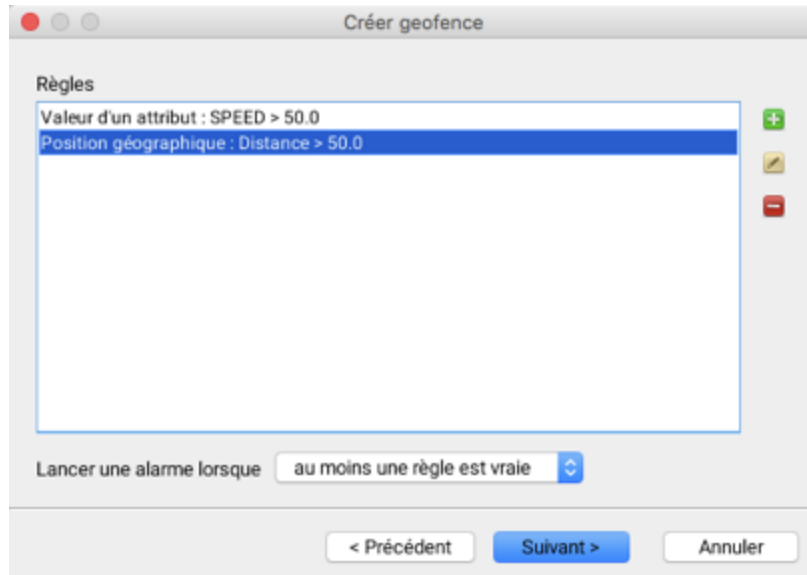 Créer geofence
Règles
Valeur d'un attribut : SPEED > 50.0
Position géographique : Distance > 50.0
Lancer une alarme lorsque au moins une règle est vraie
< Précédent Suivant > Annuler